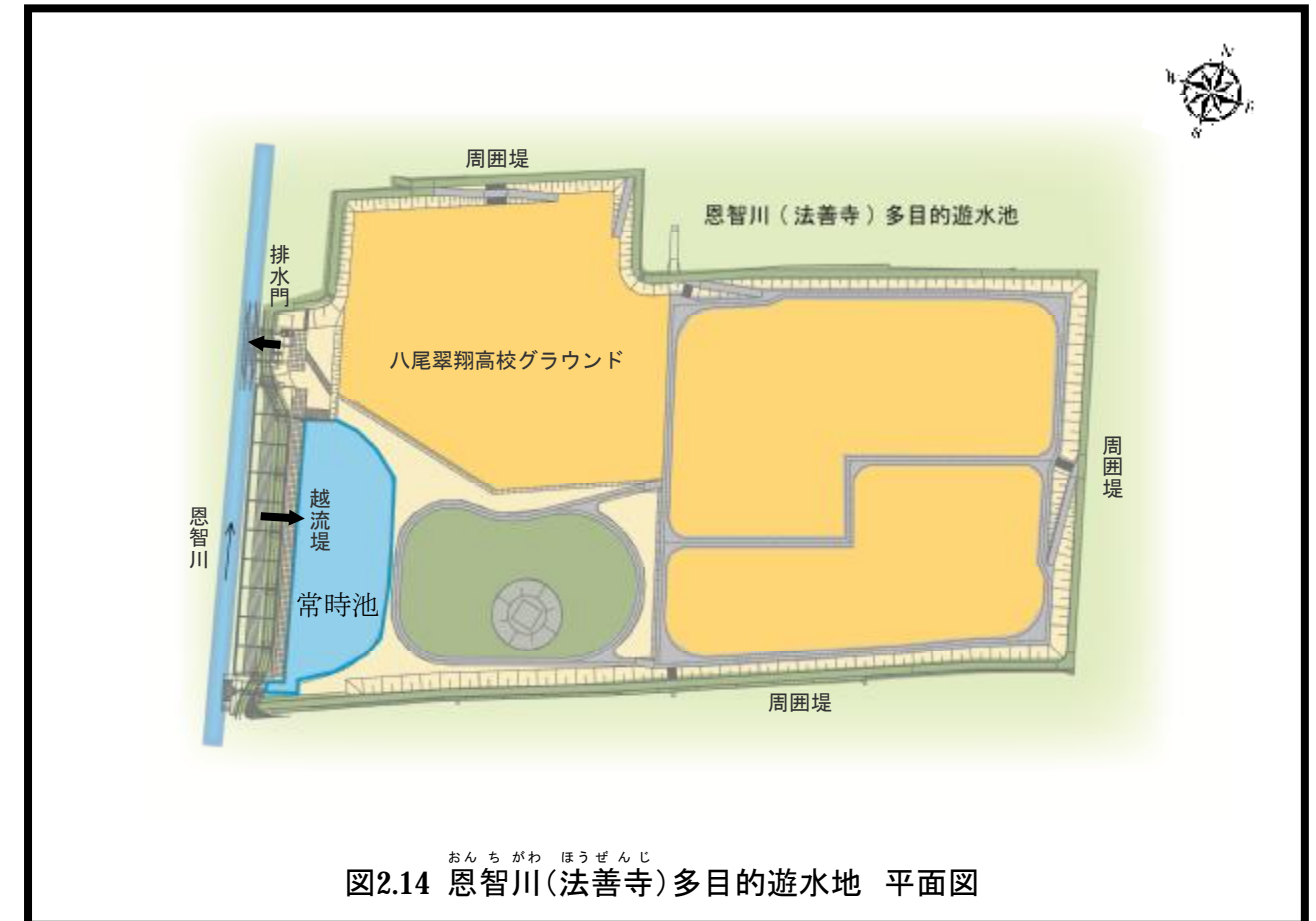 N
W
E
S
周囲堤
恩智川（法善寺）多目的遊水池
排水門
八尾翠翔高校グラウンド
周囲堤
越流堤
恩智川
常時池
周囲堤
おんちがわ ほうぜんじ
図2.14 恩智川（法善寺）多目的遊水地 平面図